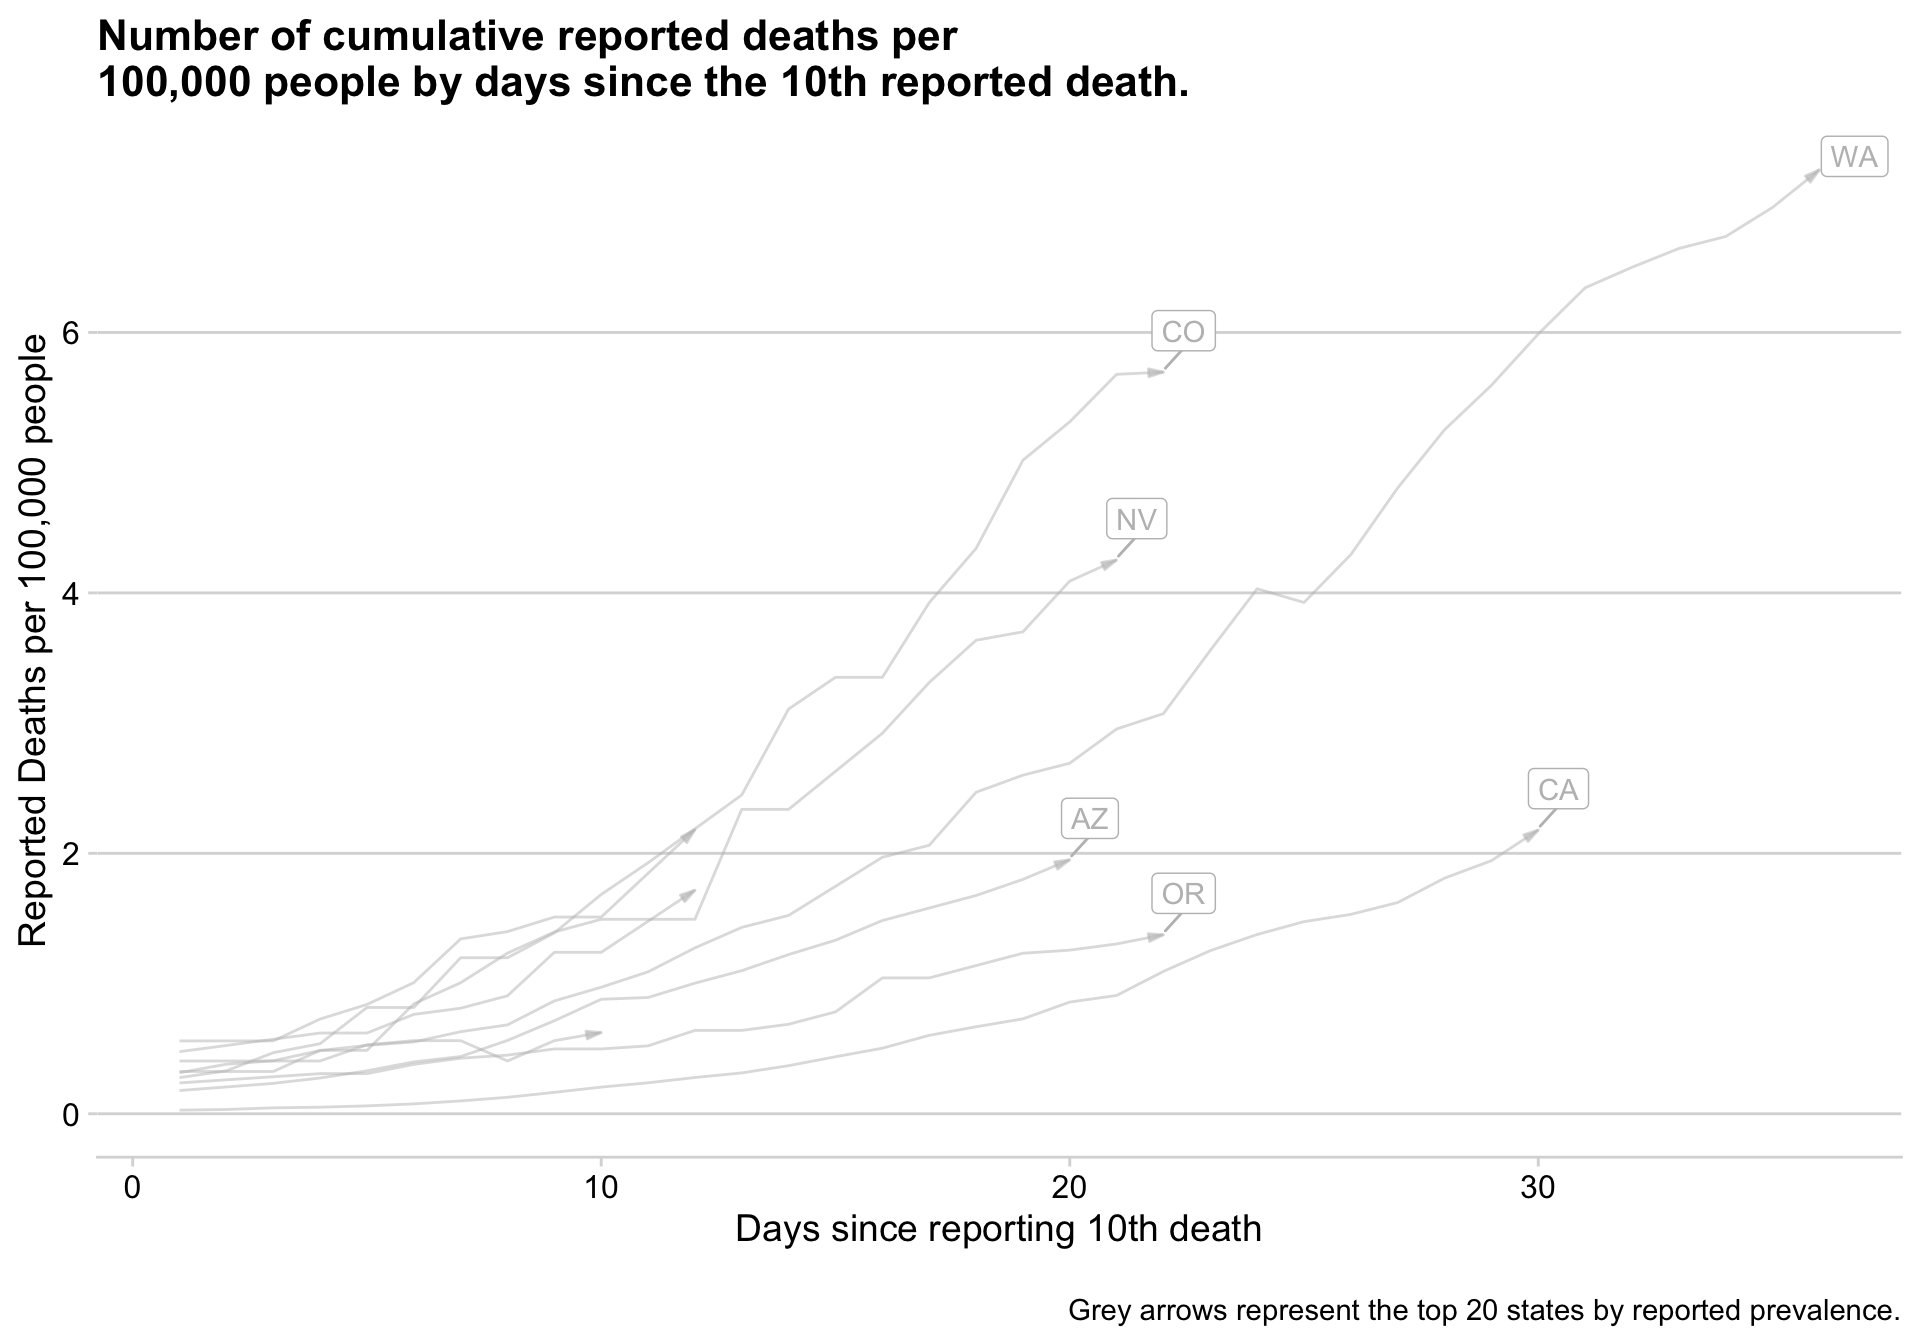 Number of cumulative reported deaths per
100,000 people by days since the 10th reported death.
WA
CO
6
NV
4
CA
AZ
2
OR
0
Reported Deaths per 100,000 people
0 10 20 30
Days since reporting 10th death
Grey arrows represent the top 20 states by reported prevalence.